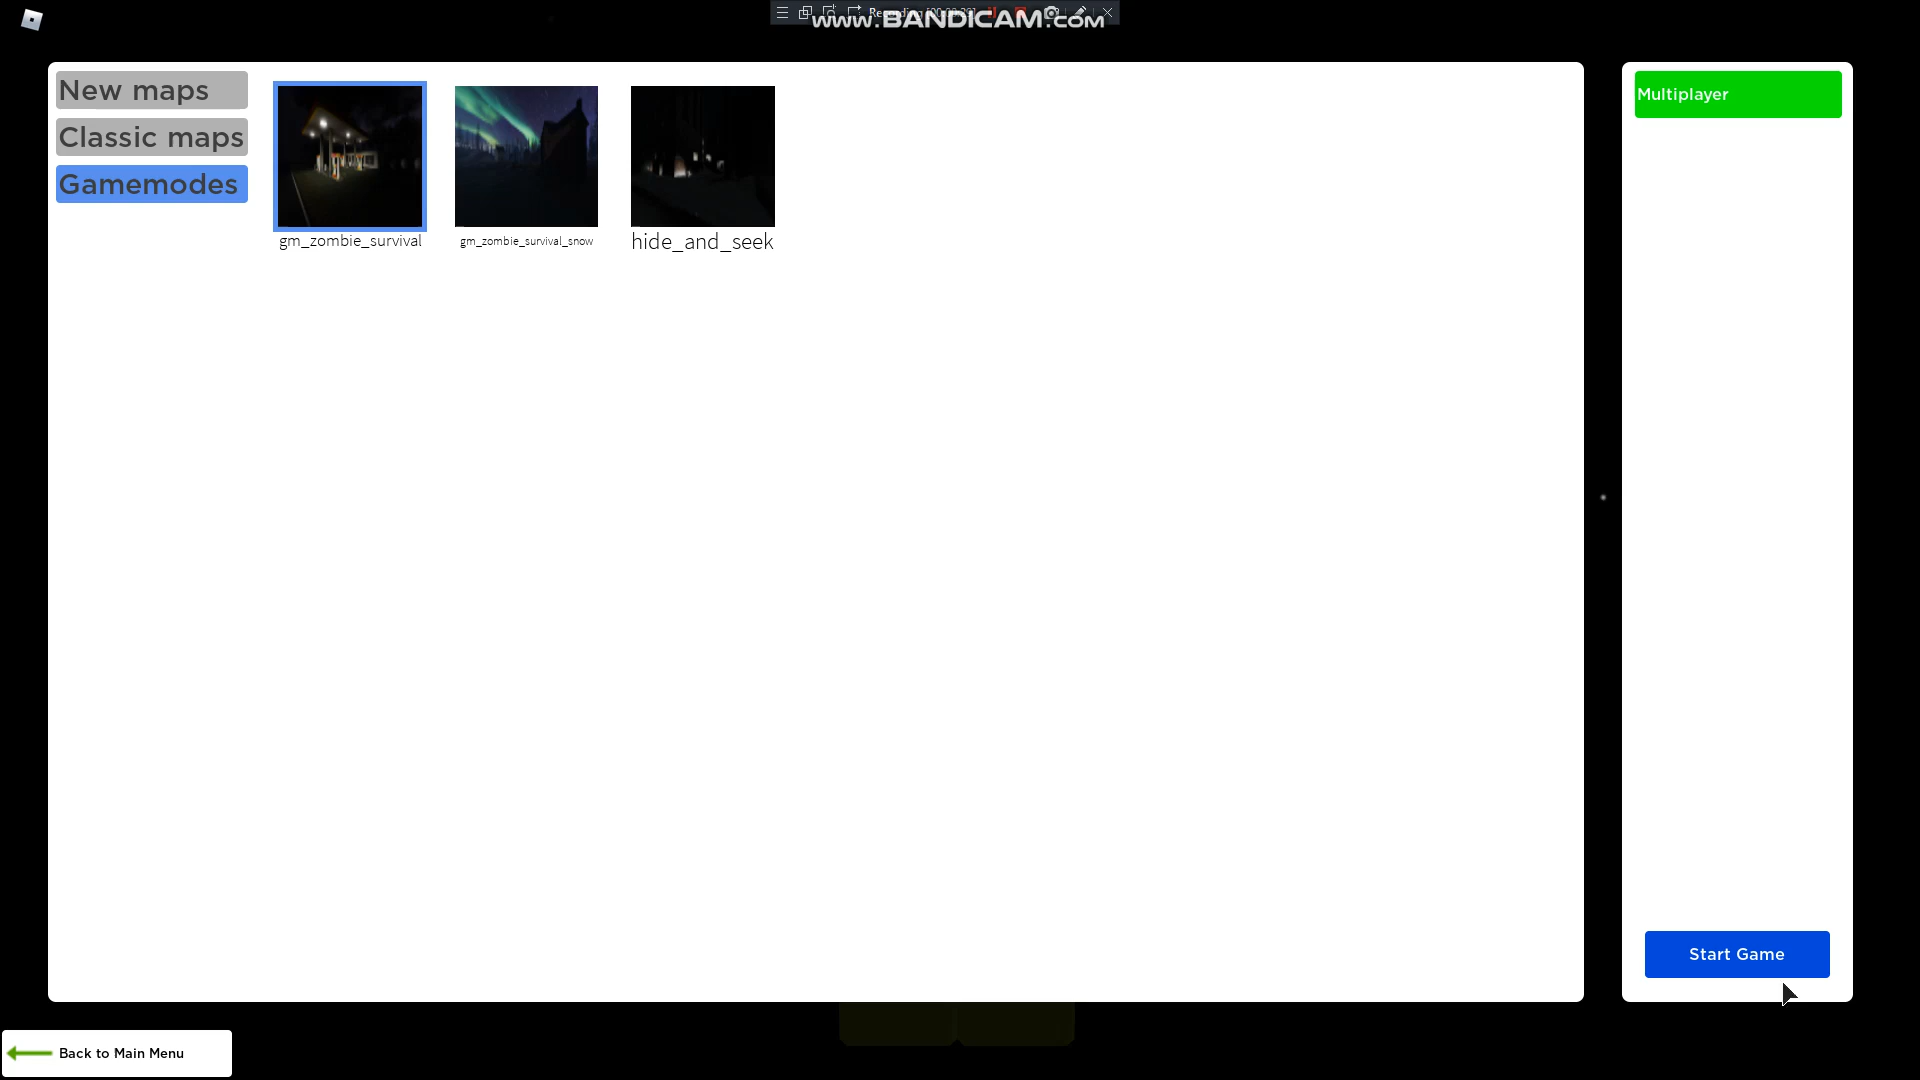 www.BANDICAM.com
New maps
Classic maps
Gamemodes
gm_zombie_survival
gm_zombie_survival_snow
hide_and_seek
Multiplayer
Start Game
Back to Main Menu